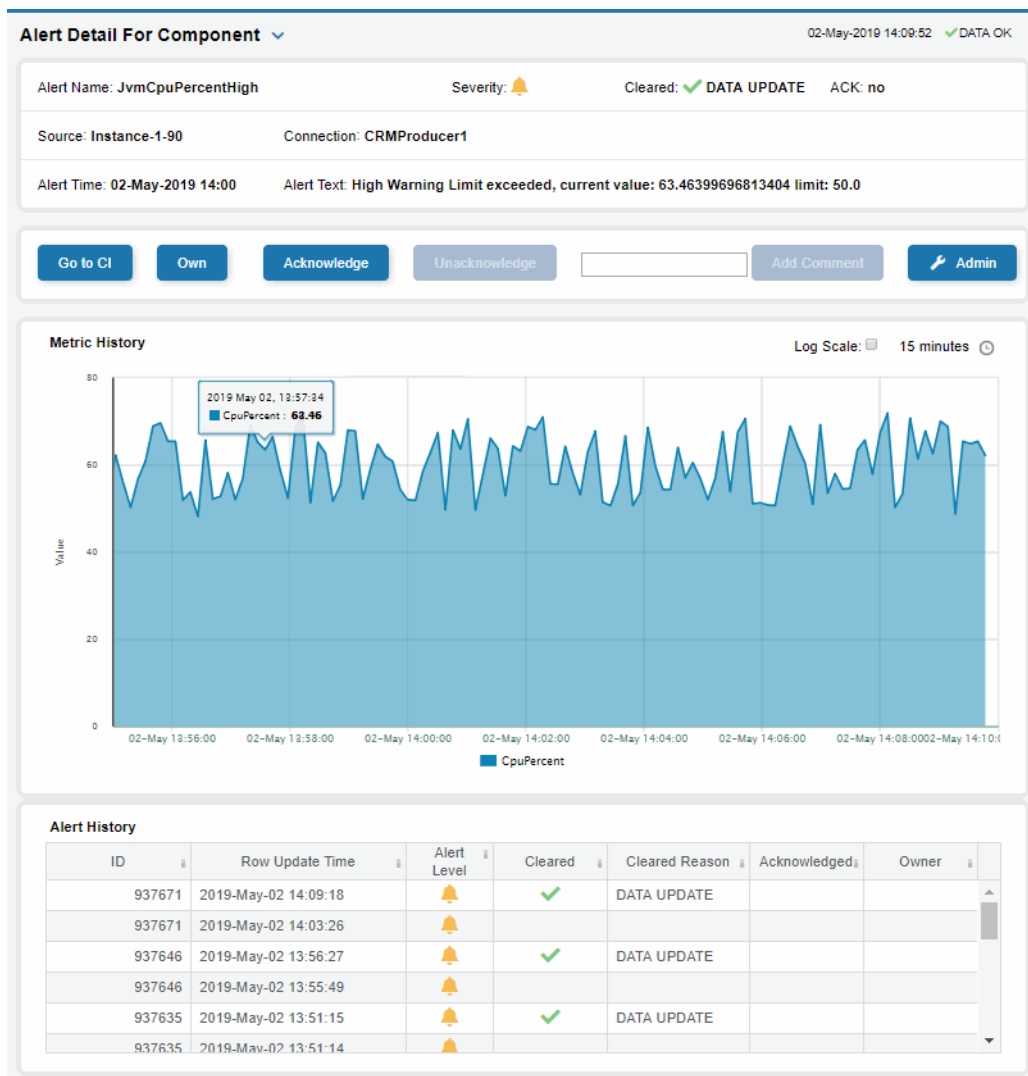 Alert Detail For Component
02-May-2019 14:09:52 DATA OK
Alert Name: JvmCpuPercentHigh Severity: Cleared: DATA UPDATE ACK: no
Source: Instance-1-90 Connection: CRMProducer1
Alert Time: 02-May-2019 14:00 Alert Text: High Warning Limit exceeded, current value: 63.46399696813404 limit: 50.0
Go to CI Own Acknowledge Unacknowledge Add Comment Admin
Metric History
Log Scale: 15 minutes
80
2019 May 02, 13:57:34
CpuPercent : 63.46
60
Value
40
20
0
02-May 13:56:00 02-May 13:58:00 02-May 14:00:00 02-May 14:02:00 02-May 14:04:00 02-May 14:06:00 02-May 14:08:00 02-May 14:10:0
CpuPercent
Alert History
ID Row Update Time Alert Level Cleared Cleared Reason Acknowledged Owner
937671 2019-May-02 14:09:18 DATA UPDATE
937671 2019-May-02 14:03:26
937646 2019-May-02 13:56:27 DATA UPDATE
937646 2019-May-02 13:55:49
937635 2019-May-02 13:51:15 DATA UPDATE
937635 2019-May-02 13:51:14